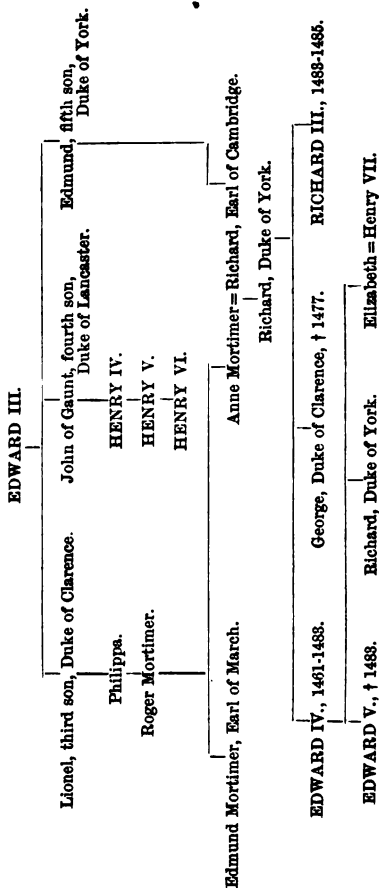 EDWARD III.
Lionel, third son, Duke of Clarence. John of Gaunt, fourth son, Edmund, fifth son,
Duke of Lancaster. Duke of York.
Philippa. HENRY IV.
Roger Mortimer. HENRY V.
HENRY VI.
Edmund Mortimer, Earl of March. Anne Mortimer = Richard, Earl of Cambridge.
Richard, Duke of York.
EDWARD IV., 1461-1483. George, Duke of Clarence, † 1477. RICHARD III., 1483-1485.
EDWARD V., † 1483. Richard, Duke of York. Elizabeth = Henry VII.